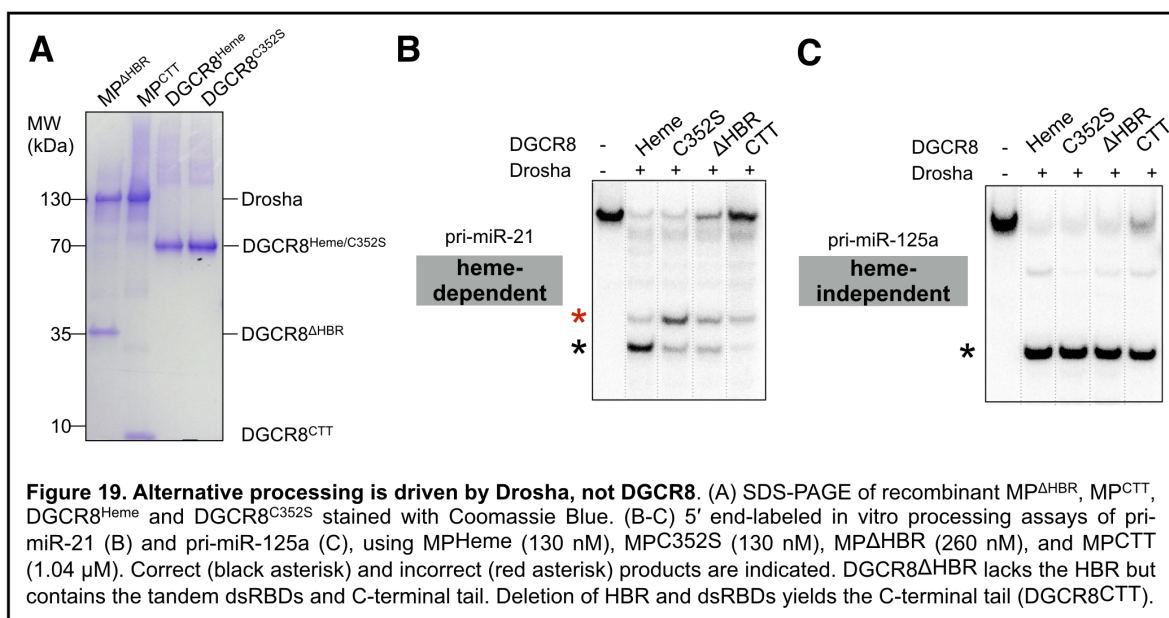 A
MP^ΔHBR MP^CTT DGCR8^Heme DGCR8^C352S
MW
(kDa)
130
70
35
10
Drosha
DGCR8^Heme/C352S
DGCR8^ΔHBR
DGCR8^CTT
B
DGCR8 - Heme C352S ΔHBR CTT
Drosha - + + + +
pri-miR-21
heme-
dependent
*
*
C
DGCR8 - Heme C352S ΔHBR CTT
Drosha - + + + +
pri-miR-125a
heme-
independent
*
Figure 19. Alternative processing is driven by Drosha, not DGCR8. (A) SDS-PAGE of recombinant MP^ΔHBR, MP^CTT,
DGCR8^Heme and DGCR8^C352S stained with Coomassie Blue. (B-C) 5′ end-labeled in vitro processing assays of pri-
miR-21 (B) and pri-miR-125a (C), using MPHeme (130 nM), MPC352S (130 nM), MPΔHBR (260 nM), and MPCTT
(1.04 μM). Correct (black asterisk) and incorrect (red asterisk) products are indicated. DGCR8ΔHBR lacks the HBR but
contains the tandem dsRBDs and C-terminal tail. Deletion of HBR and dsRBDs yields the C-terminal tail (DGCR8CTT).